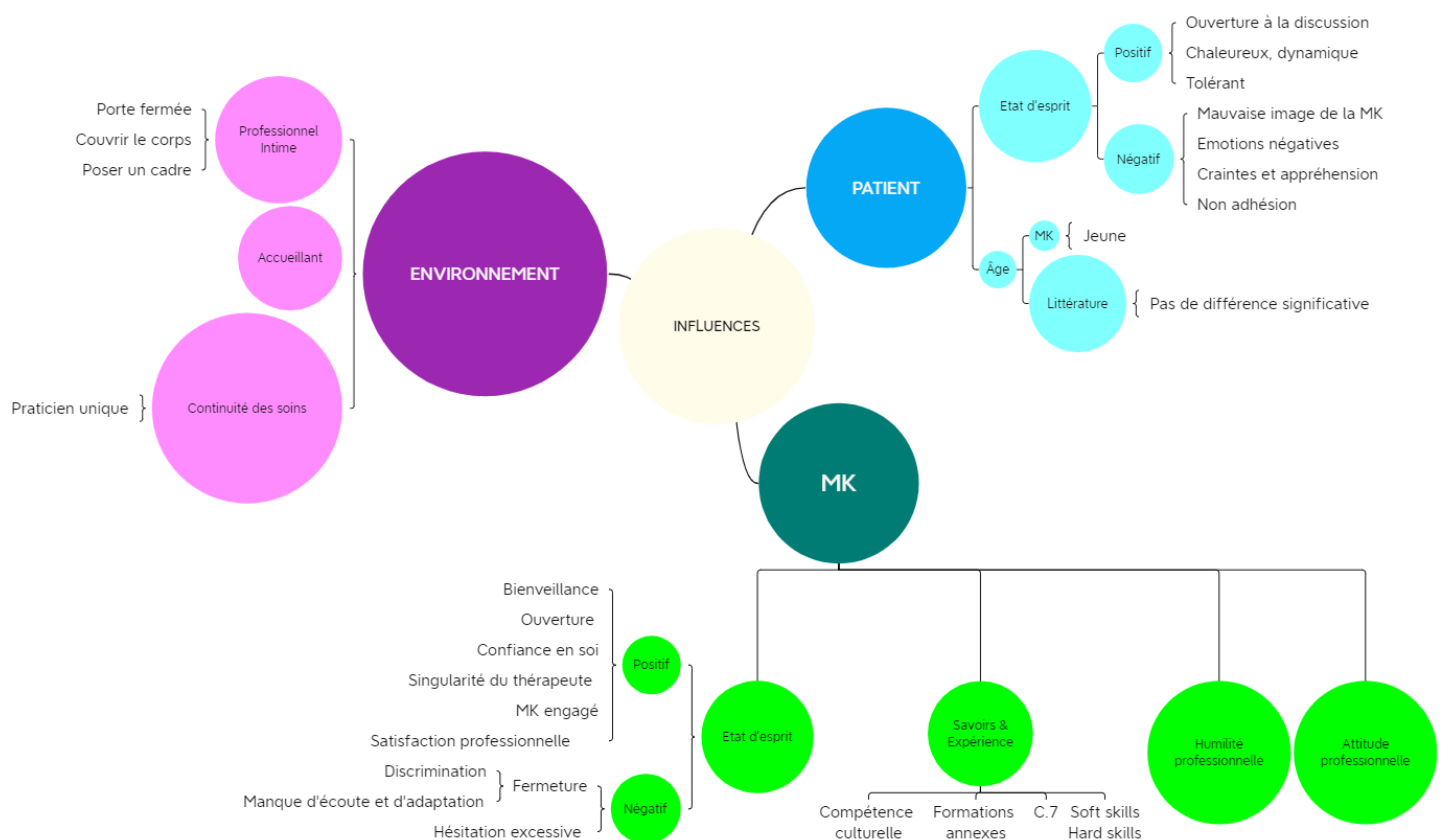 INFLUENCES
ENVIRONNEMENT
Professionnel
Intime
Porte fermée
Couvrir le corps
Poser un cadre
Accueillant
Continuité des soins
Praticien unique
PATIENT
Etat d'esprit
Positif
Ouverture à la discussion
Chaleureux, dynamique
Tolérant
Négatif
Mauvaise image de la MK
Emotions négatives
Craintes et appréhension
Non adhésion
Âge
MK
Jeune
Littérature
Pas de différence significative
MK
Etat d'esprit
Positif
Bienveillance
Ouverture
Confiance en soi
Singularité du thérapeute
MK engagé
Satisfaction professionnelle
Négatif
Fermeture
Discrimination
Manque d'écoute et d'adaptation
Hésitation excessive
Savoirs &
Expérience
Compétence
culturelle
Formations
annexes
C.7
Soft skills
Hard skills
Humilité
professionnelle
Attitude
professionnelle